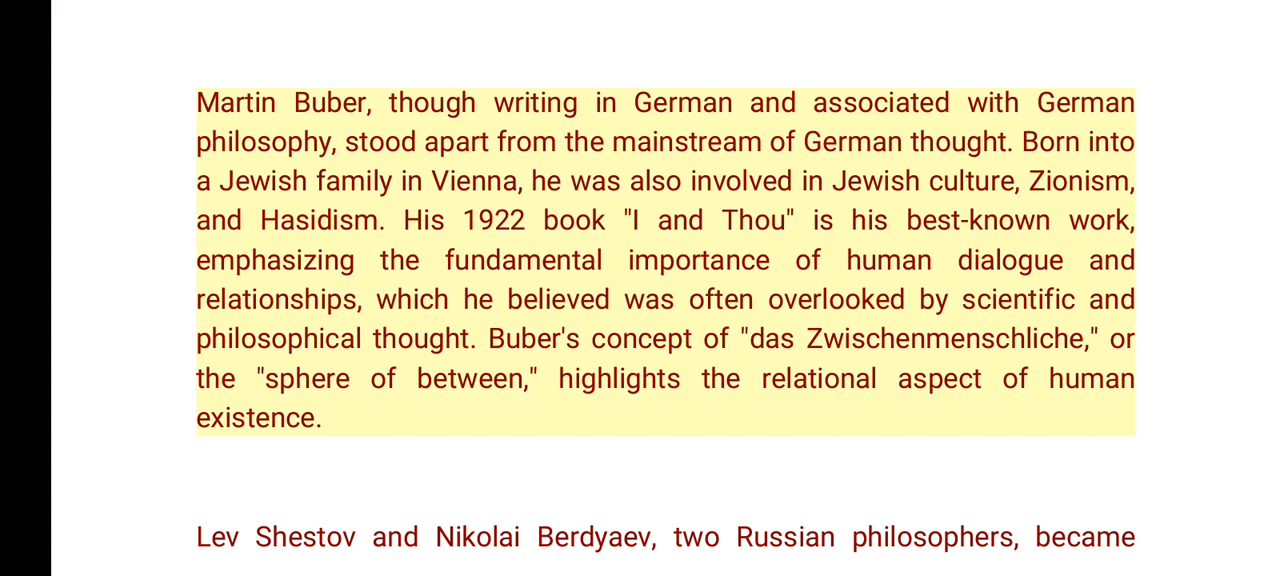 Martin Buber, though writing in German and associated with German
philosophy, stood apart from the mainstream of German thought. Born into
a Jewish family in Vienna, he was also involved in Jewish culture, Zionism,
and Hasidism. His 1922 book "I and Thou" is his best-known work,
emphasizing the fundamental importance of human dialogue and
relationships, which he believed was often overlooked by scientific and
philosophical thought. Buber's concept of "das Zwischenmenschliche," or
the "sphere of between," highlights the relational aspect of human
existence.
Lev Shestov and Nikolai Berdyaev, two Russian philosophers, became